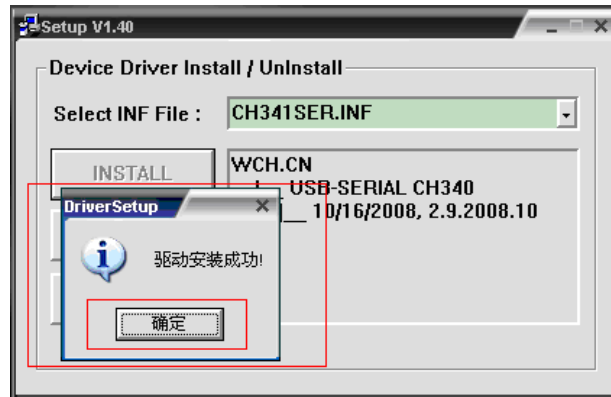 Setup V1.40
Device Driver Install / UnInstall
Select INF File :
CH341SER.INF
INSTALL
WCH.CN
USB-SERIAL CH340
10/16/2008, 2.9.2008.10
DriverSetup
驱动安装成功!
确定